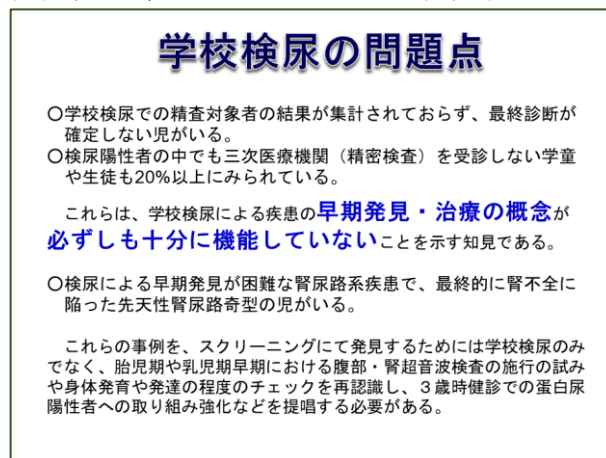 学校検尿の問題点
〇学校検尿での精査対象者の結果が集計されておらず、最終診断が
確定しない児がいる。
〇検尿陽性者の中でも三次医療機関（精密検査）を受診しない学童
や生徒も20%以上にみられている。
これらは、学校検尿による疾患の早期発見・治療の概念が
必ずしも十分に機能していないことを示す知見である。
〇検尿による早期発見が困難な腎尿路系疾患で、最終的に腎不全に
陥った先天性腎尿路奇型の児がいる。
これらの事例を、スクリーニングにて発見するためには学校検尿のみ
でなく、胎児期や乳児期早期における腹部・腎超音波検査の施行の試み
や身体発育や発達の程度のチェックを再認識し、３歳時健診での蛋白尿
陽性者への取り組み強化などを提唱する必要がある。